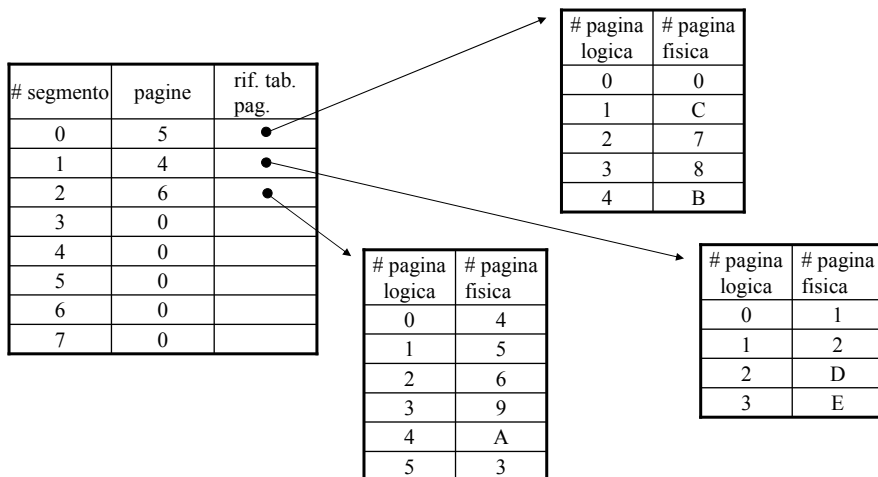 # segmento pagine rif. tab. pag.
0 5
1 4
2 6
3 0
4 0
5 0
6 0
7 0
# pagina logica # pagina fisica
0 0
1 C
2 7
3 8
4 B
# pagina logica # pagina fisica
0 4
1 5
2 6
3 9
4 A
5 3
# pagina logica # pagina fisica
0 1
1 2
2 D
3 E